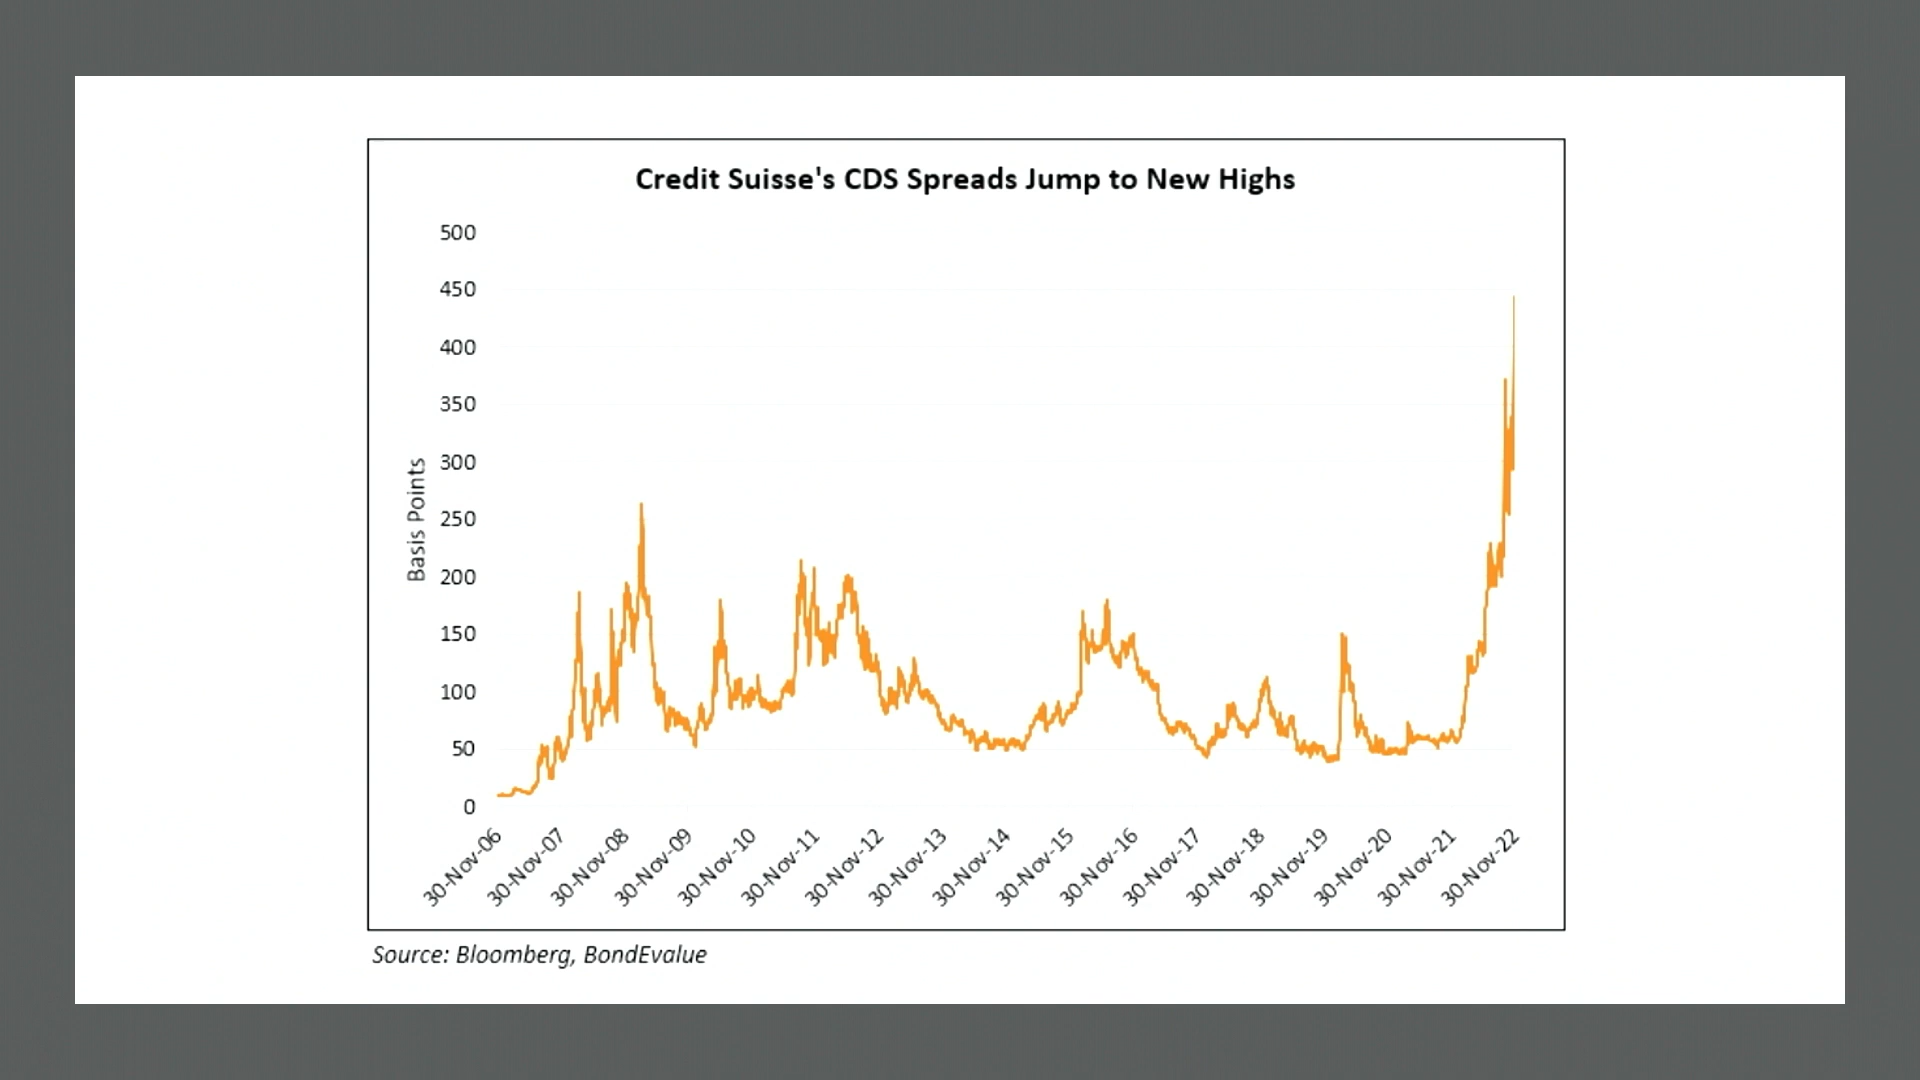 Credit Suisse's CDS Spreads Jump to New Highs
500
450
400
350
300
250
200
150
100
50
0
Basis Points
30-Nov-06
30-Nov-07
30-Nov-08
30-Nov-09
30-Nov-10
30-Nov-11
30-Nov-12
30-Nov-13
30-Nov-14
30-Nov-15
30-Nov-16
30-Nov-17
30-Nov-18
30-Nov-19
30-Nov-20
30-Nov-21
30-Nov-22
Source: Bloomberg, BondEvalue